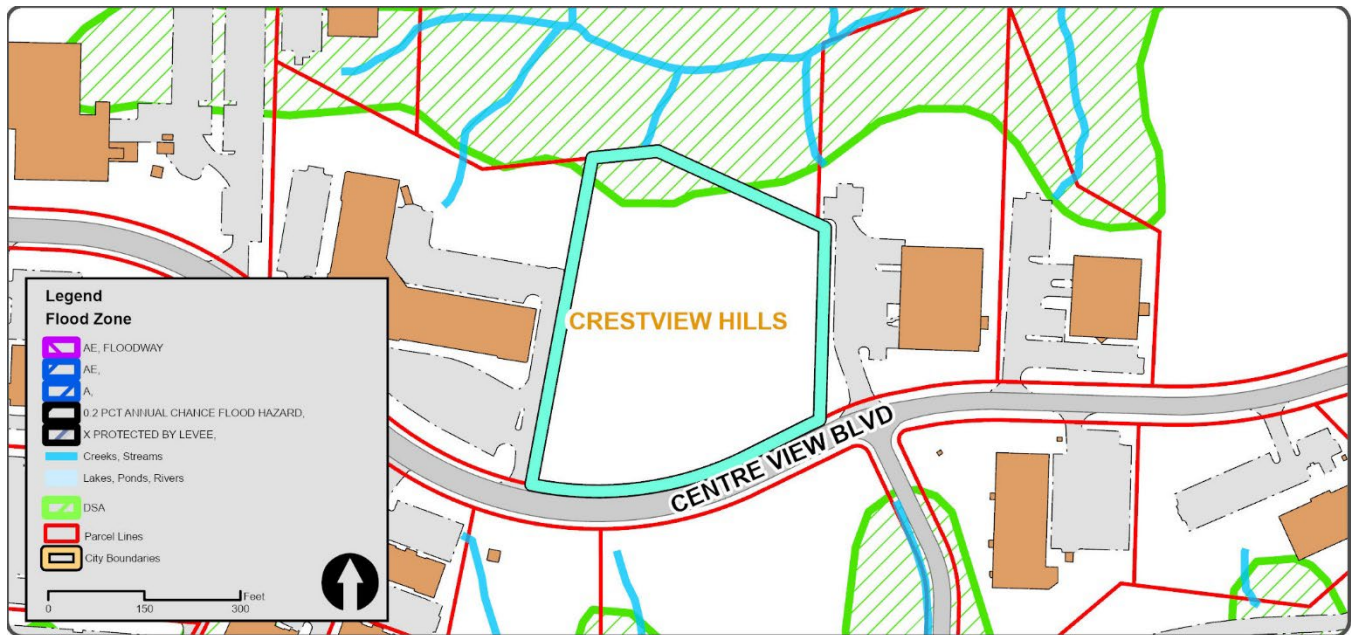 CRESTVIEW HILLS
CENTRE VIEW BLVD
Legend
Flood Zone
AE, FLOODWAY
AE,
A,
0.2 PCT ANNUAL CHANCE FLOOD HAZARD,
X PROTECTED BY LEVEE,
Creeks, Streams
Lakes, Ponds, Rivers
DSA
Parcel Lines
City Boundaries
Feet
0 150 300